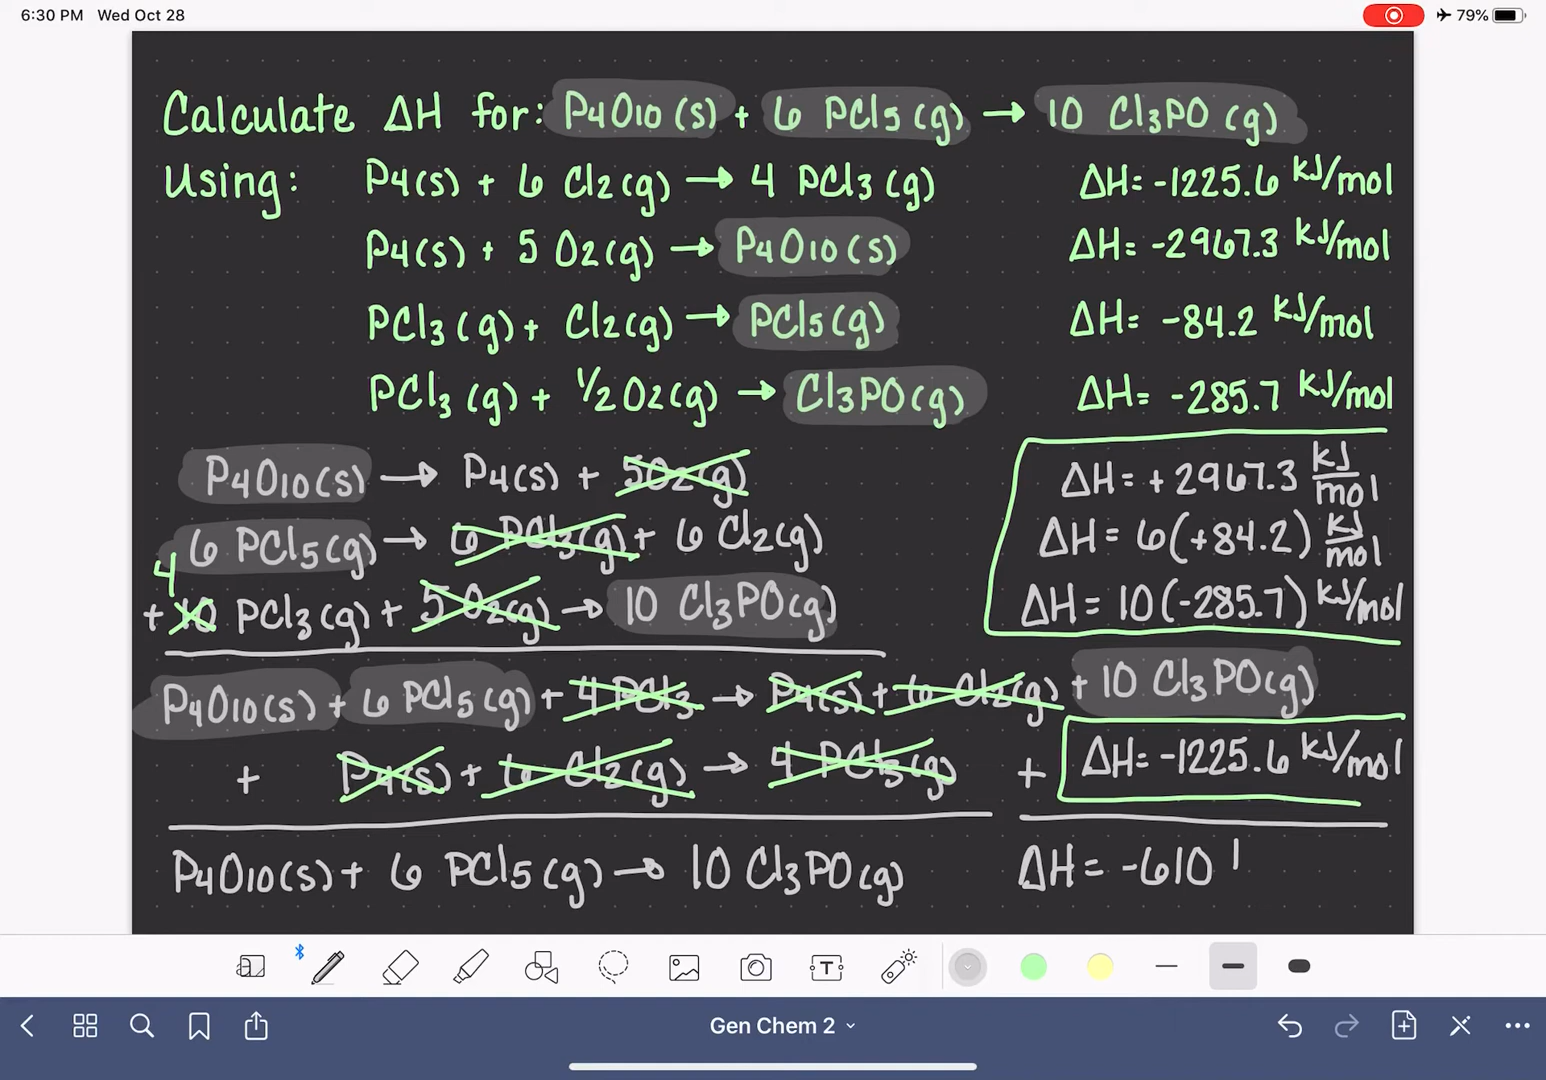 6:30 PM Wed Oct 28 79%
Calculate ΔH for: P4O10(s) + 6 PCl5(g) → 10 Cl3PO(g)
Using: P4(s) + 6 Cl2(g) → 4 PCl3(g) ΔH= -1225.6 kJ/mol
P4(s) + 5 O2(g) → P4O10(s) ΔH= -2967.3 kJ/mol
PCl3(g) + Cl2(g) → PCl5(g) ΔH= -84.2 kJ/mol
PCl3(g) + 1/2 O2(g) → Cl3PO(g) ΔH= -285.7 kJ/mol
P4O10(s) → P4(s) + 5O2(g) ΔH= +2967.3 kJ/mol
6 PCl5(g) → 6 PCl3(g) + 6 Cl2(g) ΔH= 6(+84.2) kJ/mol
4
+ 10 PCl3(g) + 5 O2(g) → 10 Cl3PO(g) ΔH= 10(-285.7) kJ/mol
P4O10(s) + 6 PCl5(g) + 4 PCl3 → P4(s) + 6 Cl2(g) + 10 Cl3PO(g)
+ P4(s) + 6 Cl2(g) → 4 PCl3(g) + ΔH= -1225.6 kJ/mol
P4O10(s) + 6 PCl5(g) → 10 Cl3PO(g) ΔH= -610
T
Gen Chem 2